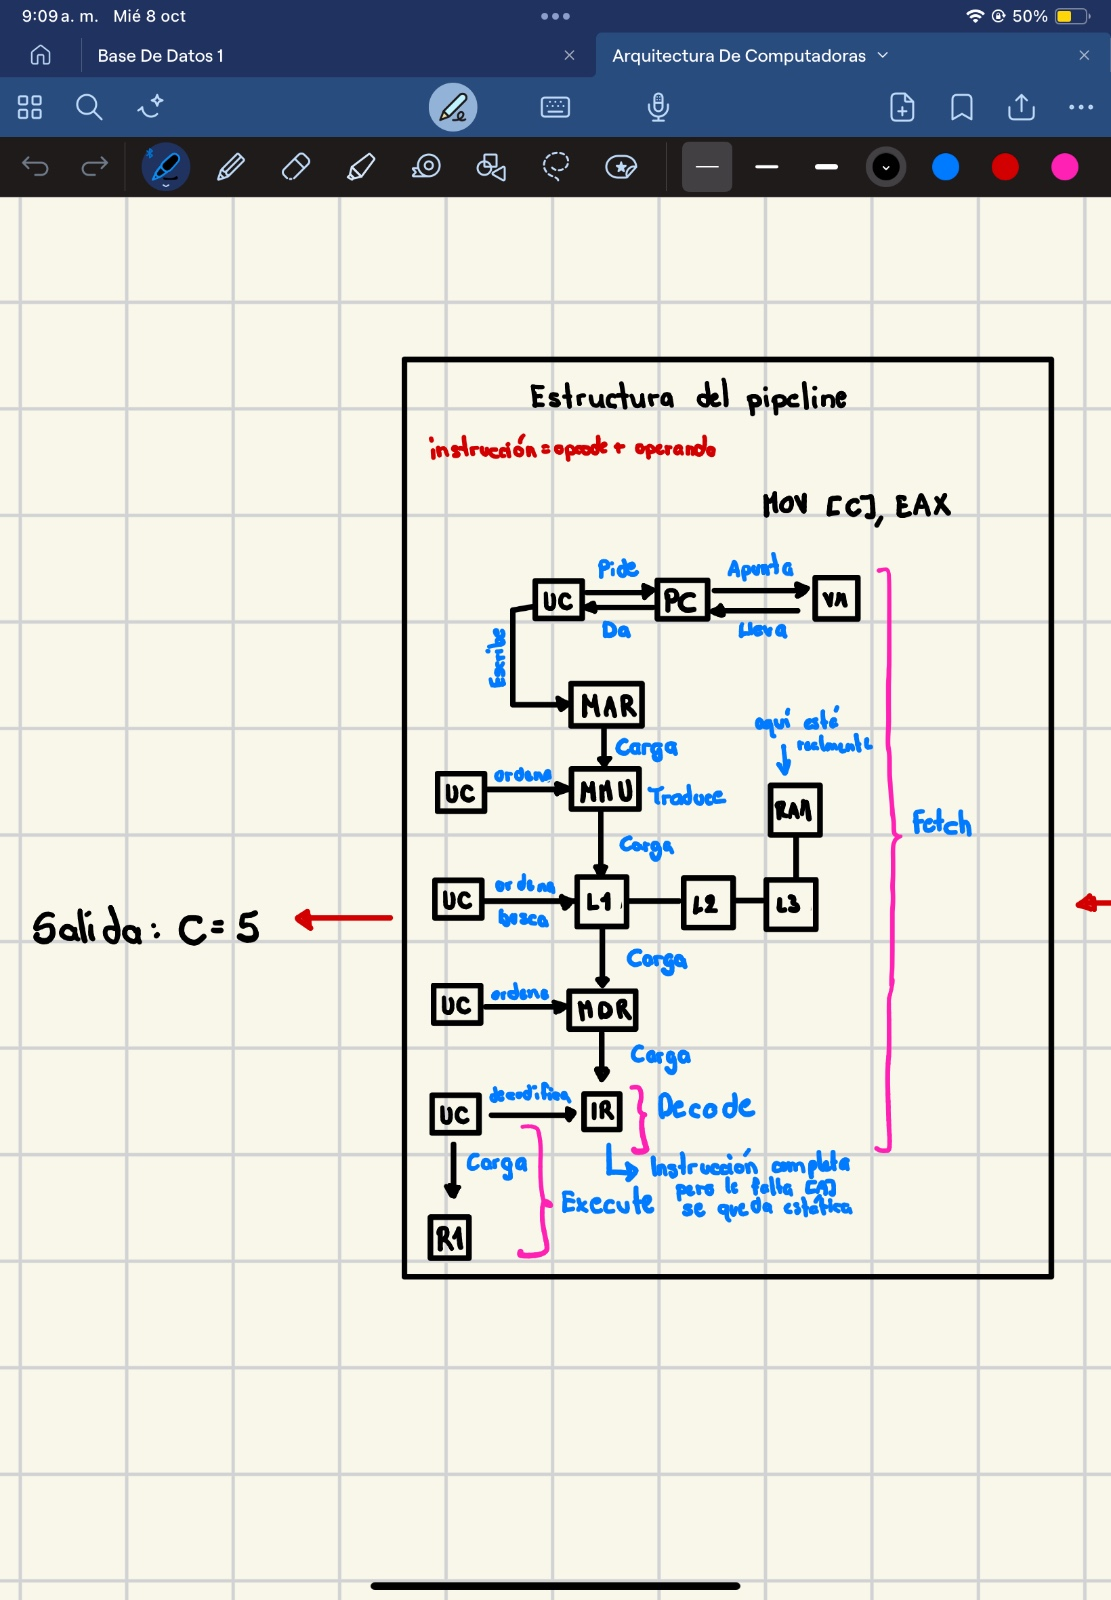 9:09 a. m. Mié 8 oct
50%
Base De Datos 1
Arquitectura De Computadoras
Estructura del pipeline
instrucción = opcode + operando
MOV [C], EAX
Pide
Apunta
UC
PC
VM
Da
Lleva
Escribe
MAR
aquí está
realmente
Carga
ordena
UC
MMU
Traduce
RAM
Fetch
Carga
ordena
UC
L1
L2
L3
busca
Salida: C = 5
Carga
ordena
UC
MDR
Carga
decodifica
UC
IR
Decode
Carga
Instrucción completa
pero le falta [A]
se queda estática
Execute
R1